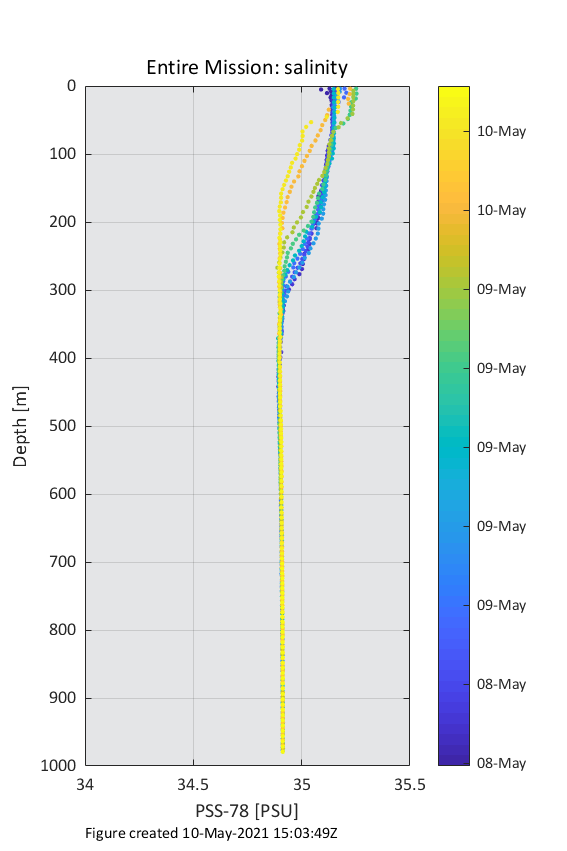 Entire Mission: salinity
0
100
200
300
400
500
600
700
800
900
1000
Depth [m]
34
34.5
35
35.5
PSS-78 [PSU]
Figure created 10-May-2021 15:03:49Z
10-May
10-May
09-May
09-May
09-May
09-May
09-May
08-May
08-May